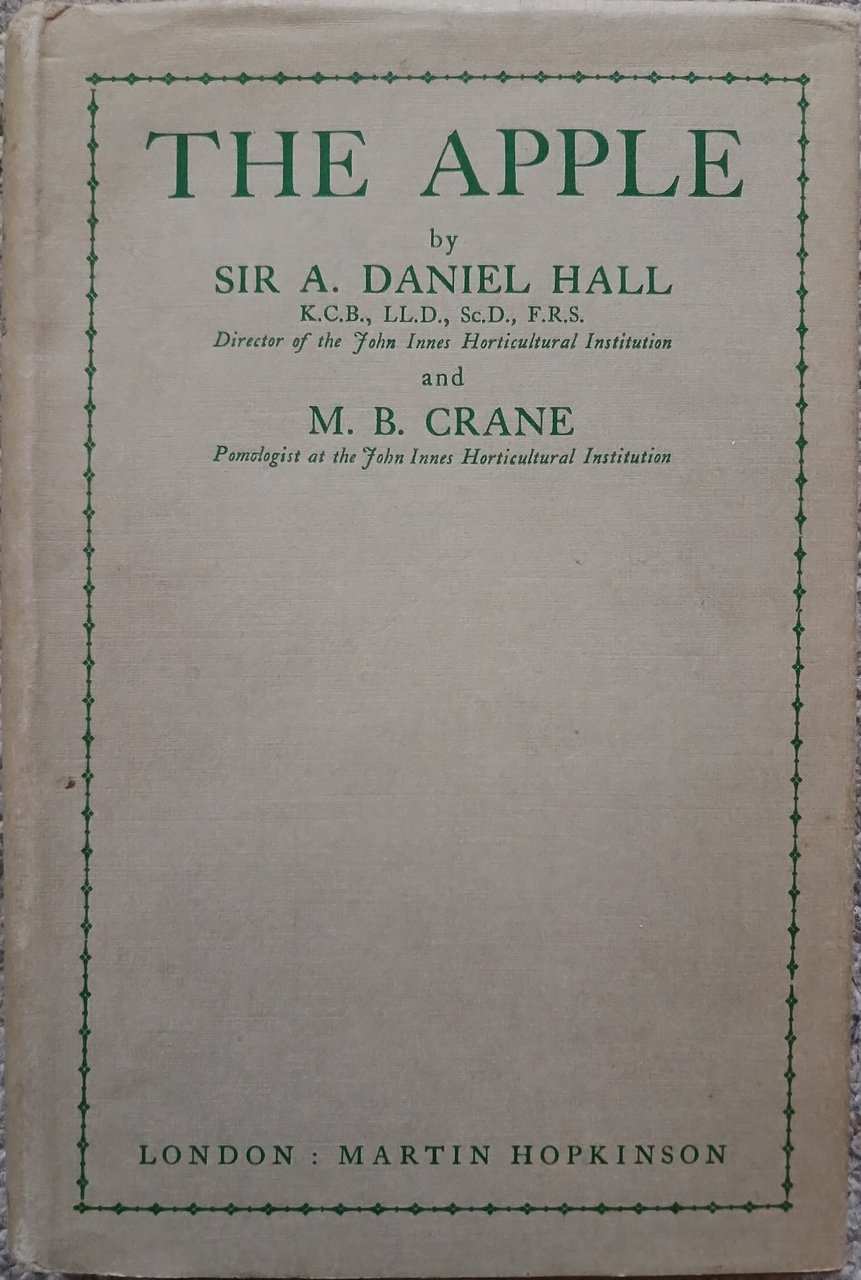 THE APPLE
by
SIR A. DANIEL HALL
K.C.B., LL.D., Sc.D., F.R.S.
Director of the John Innes Horticultural Institution
and
M. B. CRANE
Pomologist at the John Innes Horticultural Institution
LONDON : MARTIN HOPKINSON